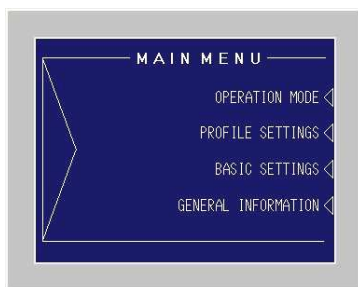 MAIN MENU
OPERATION MODE
PROFILE SETTINGS
BASIC SETTINGS
GENERAL INFORMATION